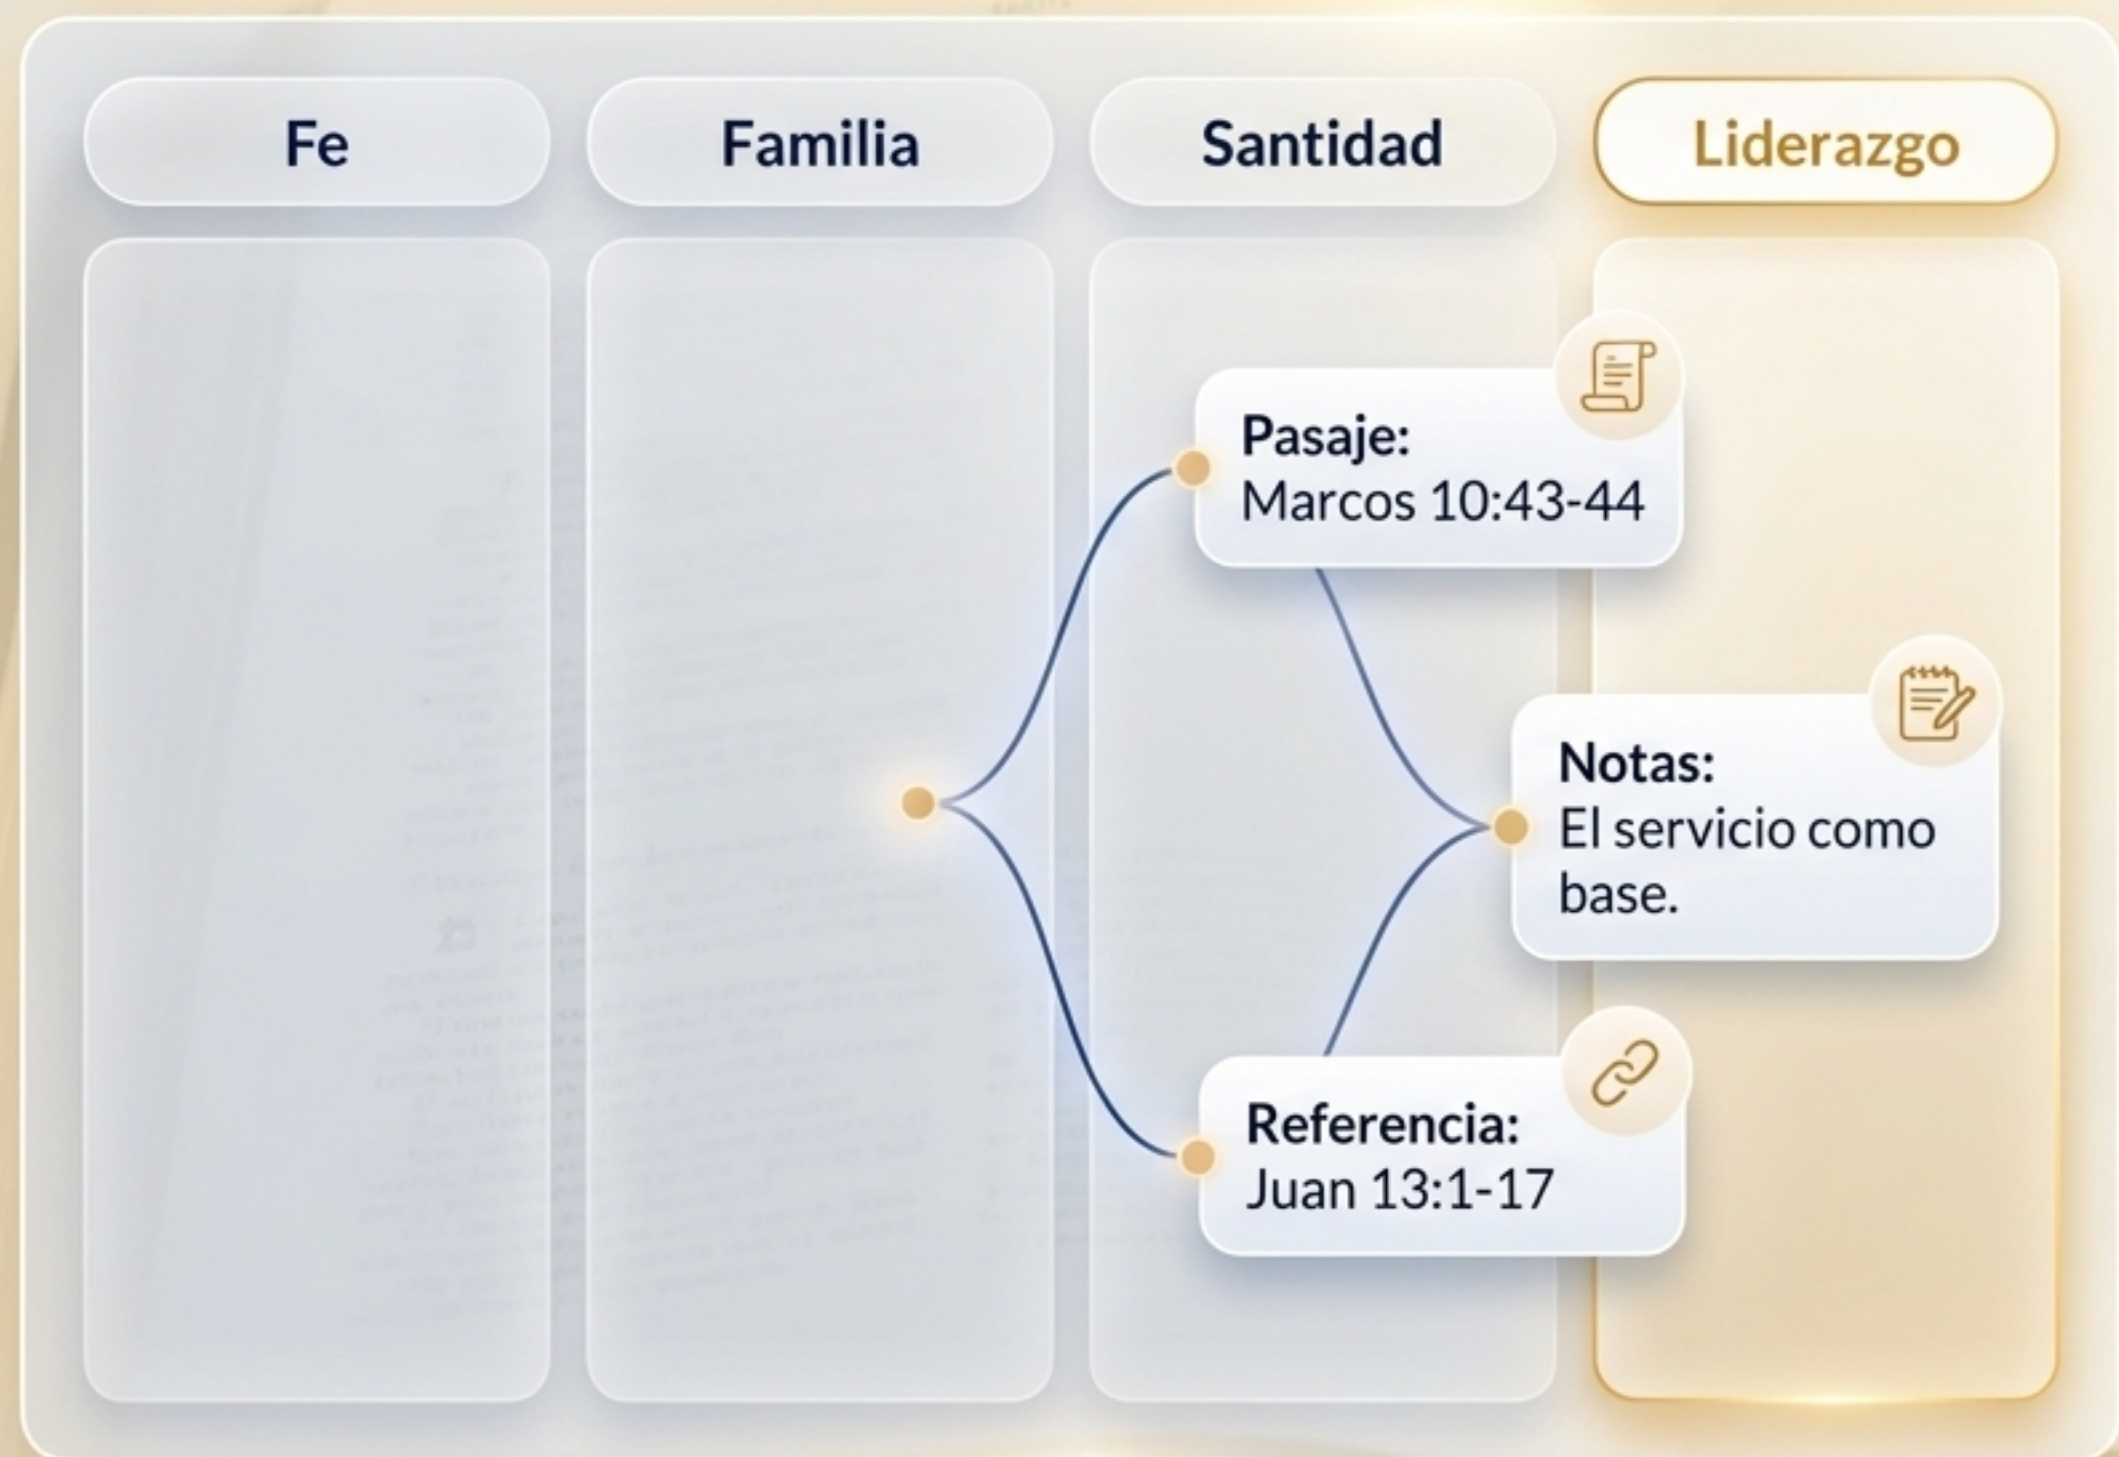 Fe
Familia
Santidad
Liderazgo
Pasaje:
Marcos 10:43-44
Notas:
El servicio como
base.
Referencia:
Juan 13:1-17